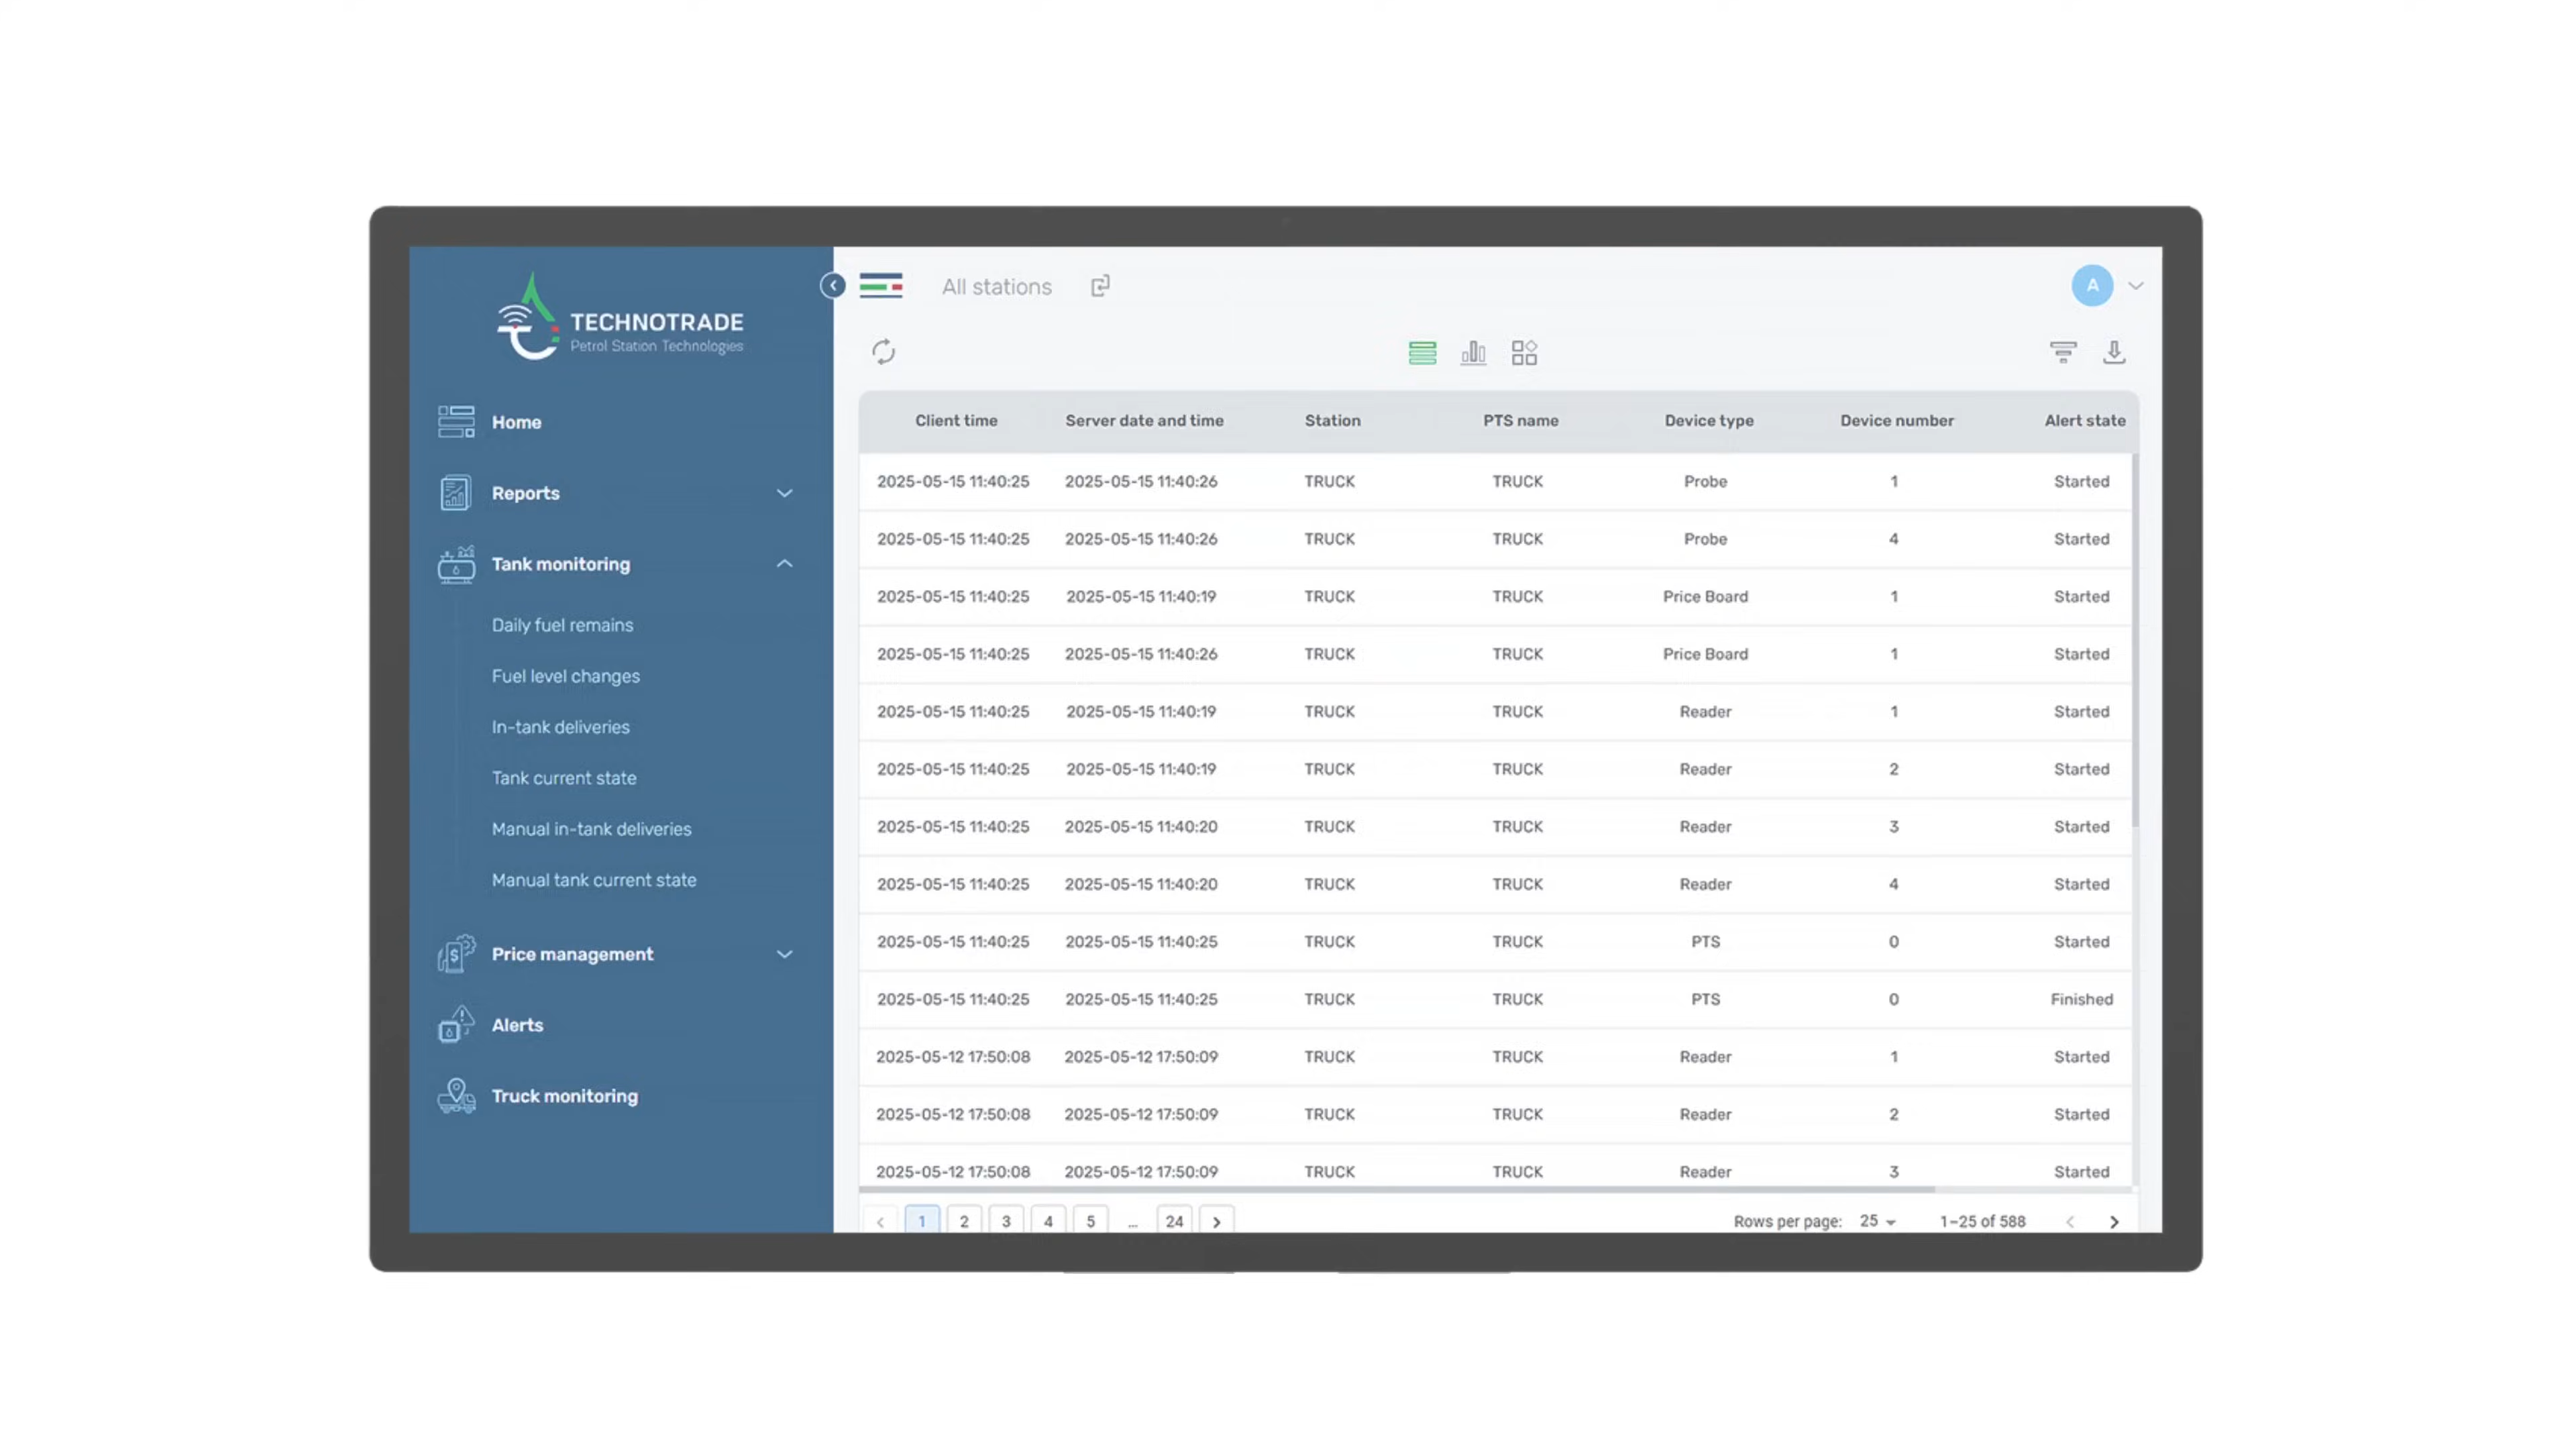 TECHNOTRADE
Petrol Station Technologies
Home
Reports
Tank monitoring
Daily fuel remains
Fuel level changes
In-tank deliveries
Tank current state
Manual in-tank deliveries
Manual tank current state
Price management
Alerts
Truck monitoring
All stations
A
Client time Server date and time Station PTS name Device type Device number Alert state
2025-05-15 11:40:25 2025-05-15 11:40:26 TRUCK TRUCK Probe 1 Started
2025-05-15 11:40:25 2025-05-15 11:40:26 TRUCK TRUCK Probe 4 Started
2025-05-15 11:40:25 2025-05-15 11:40:19 TRUCK TRUCK Price Board 1 Started
2025-05-15 11:40:25 2025-05-15 11:40:26 TRUCK TRUCK Price Board 1 Started
2025-05-15 11:40:25 2025-05-15 11:40:19 TRUCK TRUCK Reader 1 Started
2025-05-15 11:40:25 2025-05-15 11:40:19 TRUCK TRUCK Reader 2 Started
2025-05-15 11:40:25 2025-05-15 11:40:20 TRUCK TRUCK Reader 3 Started
2025-05-15 11:40:25 2025-05-15 11:40:20 TRUCK TRUCK Reader 4 Started
2025-05-15 11:40:25 2025-05-15 11:40:25 TRUCK TRUCK PTS 0 Started
2025-05-15 11:40:25 2025-05-15 11:40:25 TRUCK TRUCK PTS 0 Finished
2025-05-12 17:50:08 2025-05-12 17:50:09 TRUCK TRUCK Reader 1 Started
2025-05-12 17:50:08 2025-05-12 17:50:09 TRUCK TRUCK Reader 2 Started
2025-05-12 17:50:08 2025-05-12 17:50:09 TRUCK TRUCK Reader 3 Started
1 2 3 4 5 ... 24 Rows per page: 25 1–25 of 588